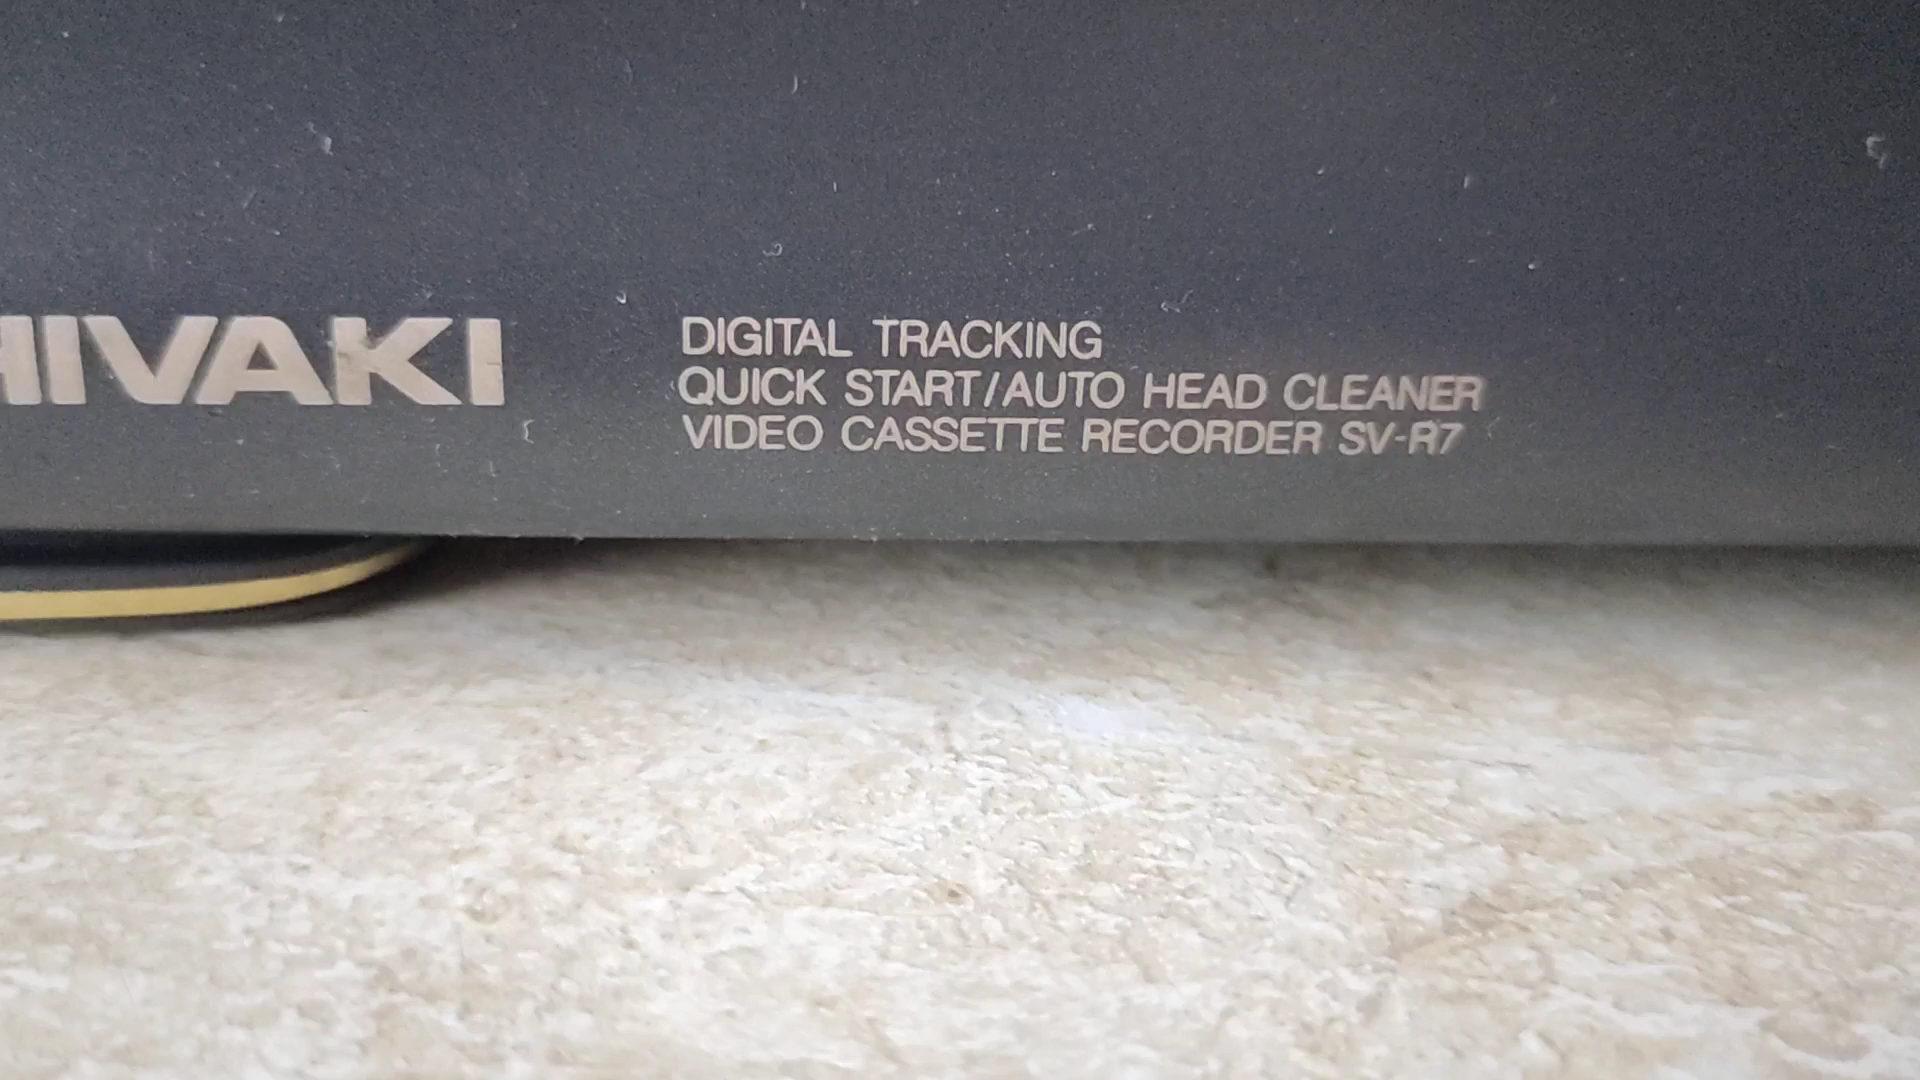 HIVAKI
DIGITAL TRACKING
QUICK START/AUTO HEAD CLEANER
VIDEO CASSETTE RECORDER SV-R7